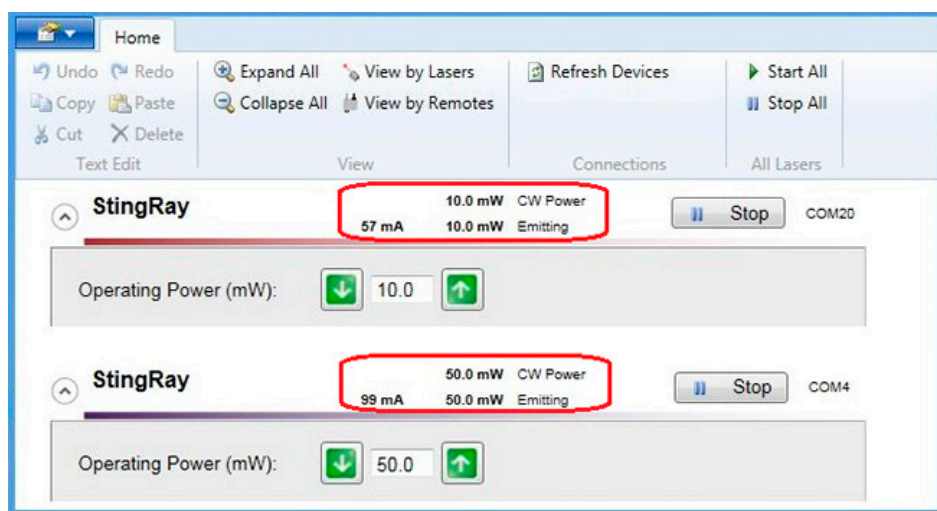 Home
Undo Redo Expand All View by Lasers Refresh Devices Start All
Copy Paste Collapse All View by Remotes Stop All
Cut Delete
Text Edit View Connections All Lasers
StingRay 10.0 mW CW Power Stop COM20
57 mA 10.0 mW Emitting
Operating Power (mW): 10.0
StingRay 50.0 mW CW Power Stop COM4
99 mA 50.0 mW Emitting
Operating Power (mW): 50.0